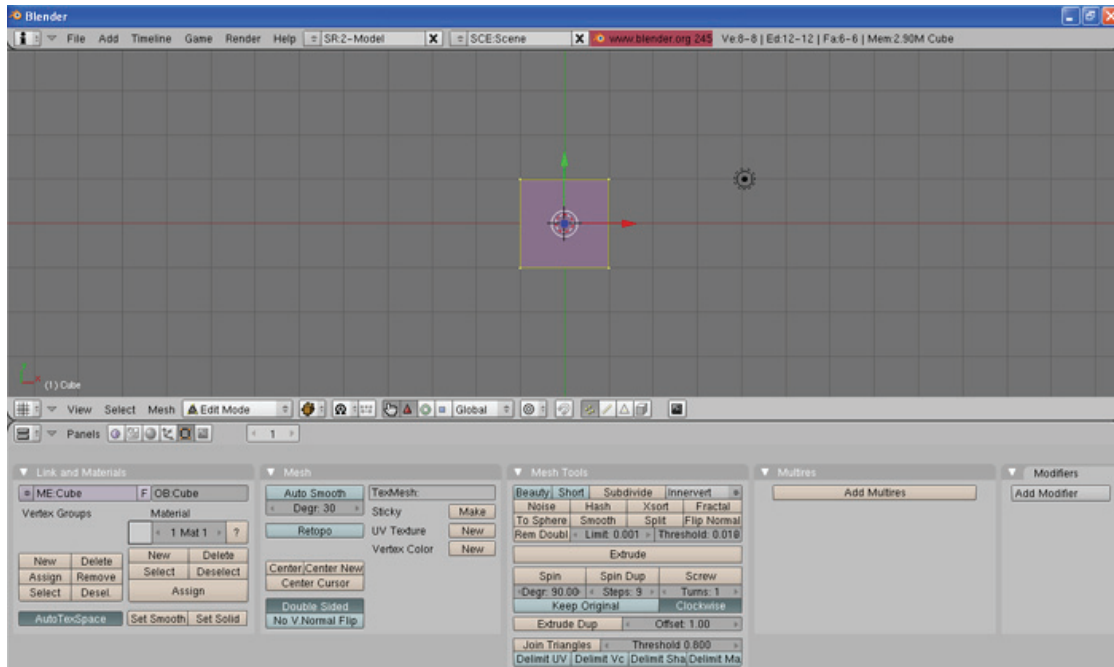 Blender
File Add Timeline Game Render Help SR:2-Model X SCE:Scene X www.blender.org 245 Ve:8-8 | Ed:12-12 | Fa:6-6 | Mem:2.90M Cube
(1) Cube
View Select Mesh Edit Mode Global
Panels 1
Link and Materials
ME:Cube F OB:Cube
Vertex Groups Material
1 Mat 1 ?
New Delete New Delete
Assign Remove Select Deselect
Select Desel. Assign
AutoTexSpace Set Smooth Set Solid
Mesh
Auto Smooth TexMesh:
Degr: 30 Sticky Make
Retopo UV Texture New
Vertex Color New
Center Center New
Center Cursor
Double Sided
No V.Normal Flip
Mesh Tools
Beauty Short Subdivide Innervert
Noise Hash Xsort Fractal
To Sphere Smooth Split Flip Normal
Rem Doubl Limit: 0.001 Threshold: 0.010
Extrude
Spin Spin Dup Screw
Degr: 90.00 Steps: 9 Turns: 1
Keep Original Clockwise
Extrude Dup Offset: 1.00
Join Triangles Threshold 0.800
Delimit UV Delimit Vc Delimit Sha Delimit Ma
Multires
Add Multires
Modifiers
Add Modifier